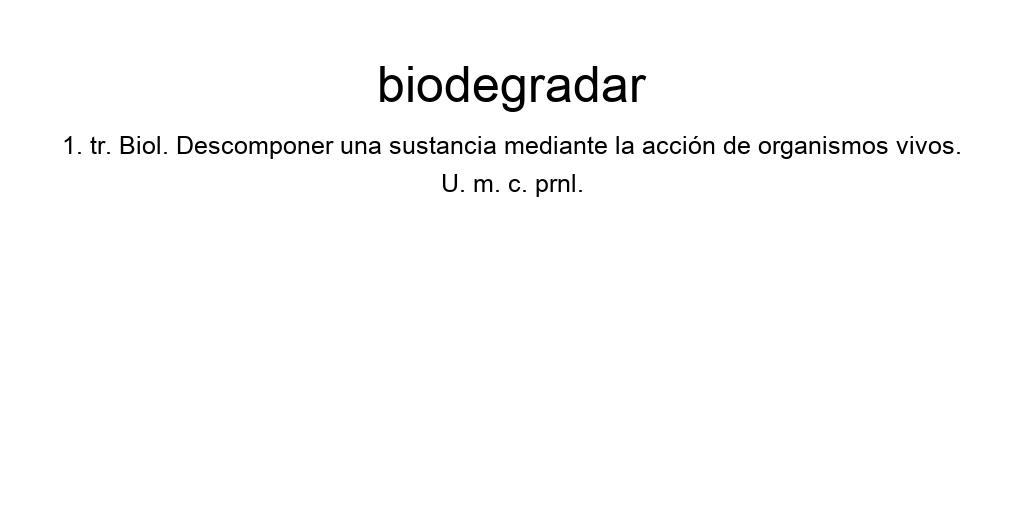 biodegradar
1. tr. Biol. Descomponer una sustancia mediante la acción de organismos vivos.
U. m. c. prnl.